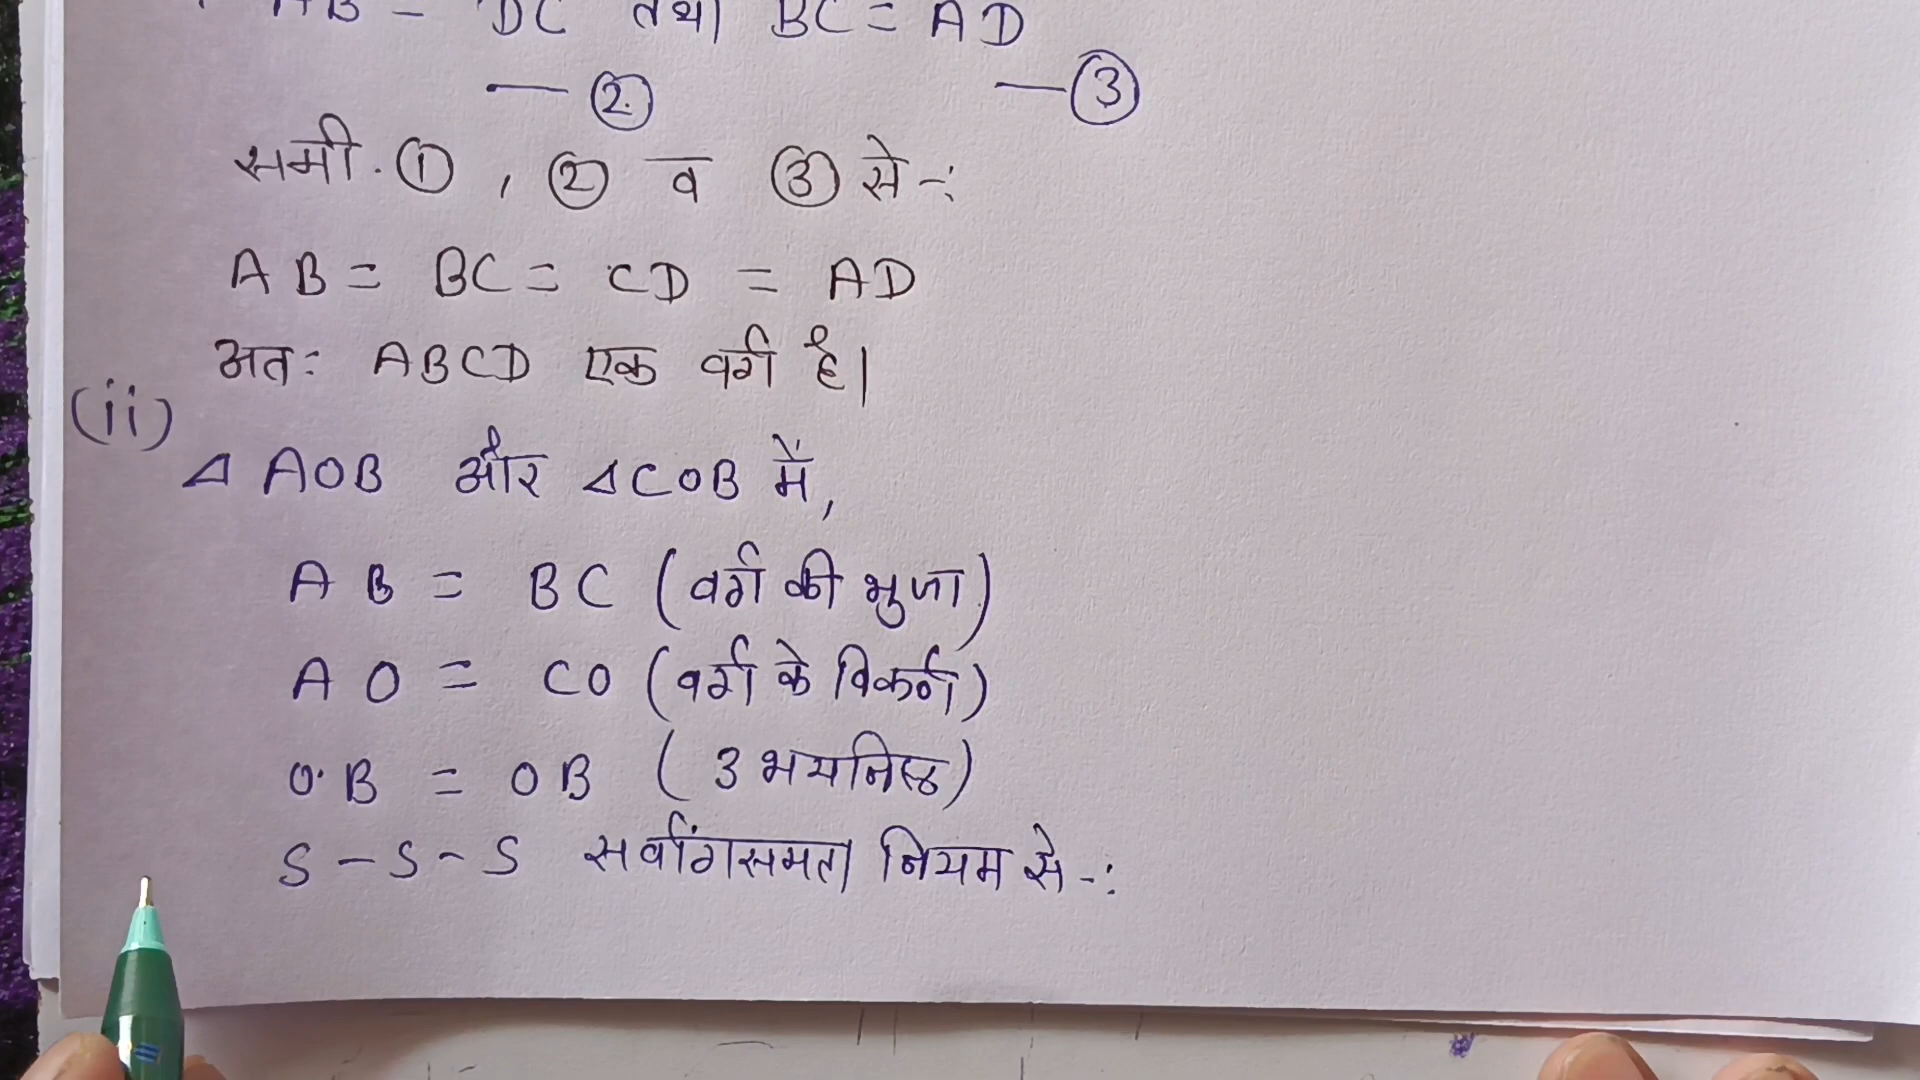 AB = DC तथा BC = AD
— ② — ③
समी. ①, ② व ③ से -:
AB = BC = CD = AD
अतः ABCD एक वर्ग है।
(ii)
△ AOB और △ COB में,
AB = BC (वर्ग की भुजा)
AO = CO (वर्ग के विकर्ण)
OB = OB (उभयनिष्ठ)
S-S-S सर्वांगसमता नियम से -: